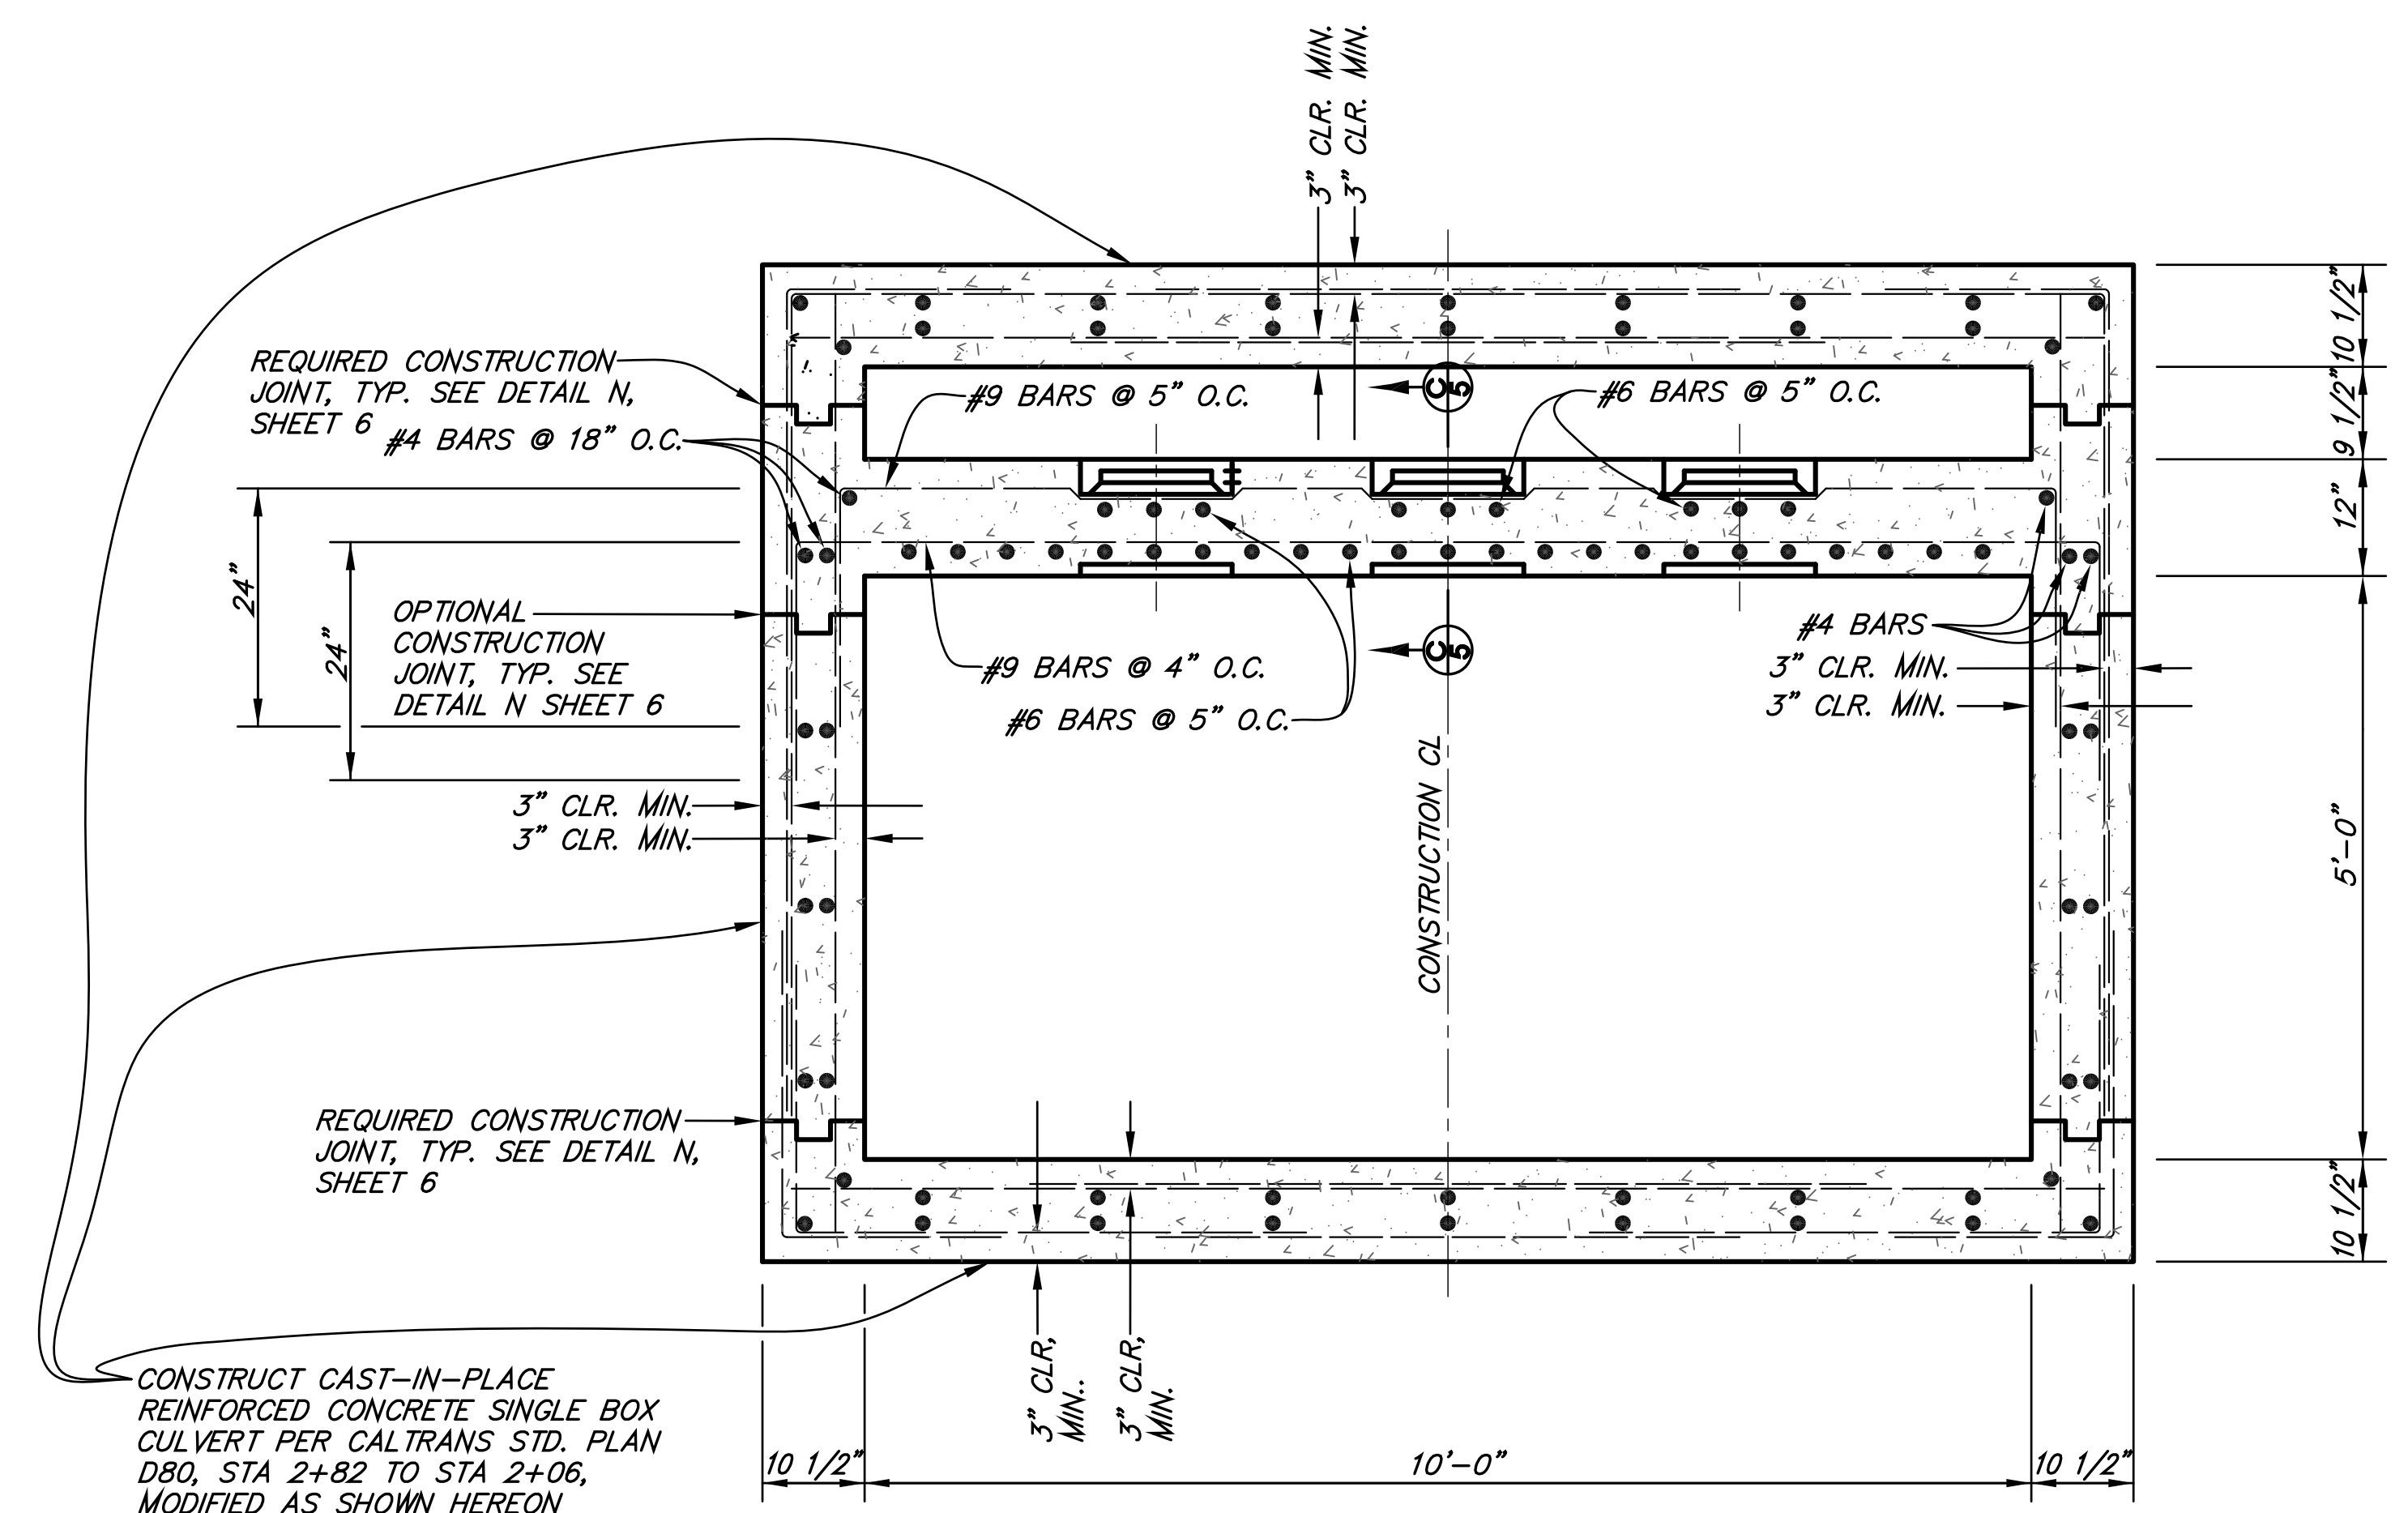 3" CLR. MIN.
3" CLR. MIN.
REQUIRED CONSTRUCTION
JOINT, TYP. SEE DETAIL N,
SHEET 6
#4 BARS @ 18" O.C.
#9 BARS @ 5" O.C.
C
5
#6 BARS @ 5" O.C.
10 1/2"
9 1/2"
12"
5'-0"
10 1/2"
24"
24"
OPTIONAL
CONSTRUCTION
JOINT, TYP. SEE
DETAIL N SHEET 6
#9 BARS @ 4" O.C.
#6 BARS @ 5" O.C.
C
5
#4 BARS
3" CLR. MIN.
3" CLR. MIN.
3" CLR. MIN.
3" CLR. MIN.
CONSTRUCTION CL
REQUIRED CONSTRUCTION
JOINT, TYP. SEE DETAIL N,
SHEET 6
3" CLR,
MIN..
3" CLR,
MIN.
CONSTRUCT CAST-IN-PLACE
REINFORCED CONCRETE SINGLE BOX
CULVERT PER CALTRANS STD. PLAN
D80, STA 2+82 TO STA 2+06,
MODIFIED AS SHOWN HEREON
10 1/2"
10'-0"
10 1/2"